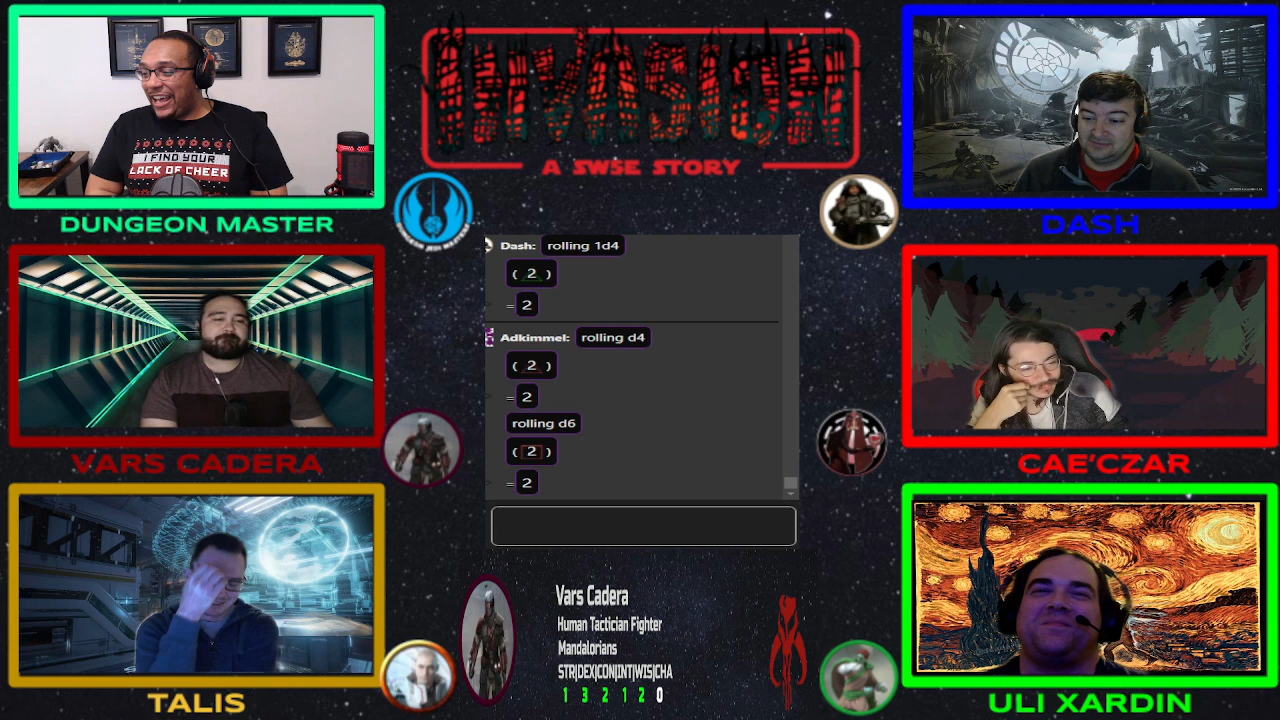 INVASION
A SWSE STORY
I FIND YOUR
LACK OF CHEER
DUNGEON MASTER
DASH
Dash: rolling 1d4
( 2 )
= 2
Adkimmel: rolling d4
( 2 )
= 2
rolling d6
( 2 )
= 2
VARS CADERA
CAE'CZAR
TALIS
ULI XARDIN
Vars Cadera
Human Tactician Fighter
Mandalorians
STR|DEX|CON|INT|WIS|CHA
1 3 2 1 2 0